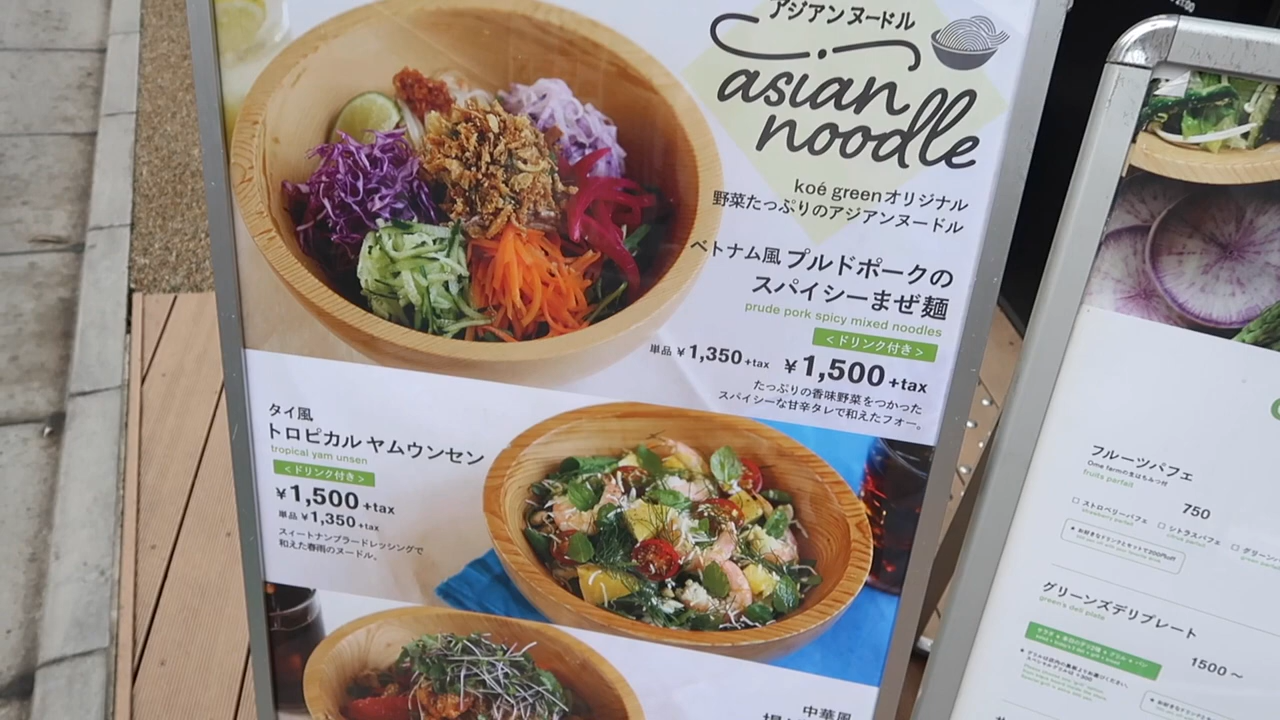 アジアン ヌードル
asian
noodle
koé greenオリジナル
野菜たっぷりのアジアンヌードル
ベトナム風 プルドポークの
スパイシーまぜ麺
prude pork spicy mixed noodles
<ドリンク付き>
単品 ¥1,350+tax ¥1,500+tax
たっぷりの香味野菜をつかった
スパイシーな甘辛タレで和えたフォー。
タイ風
トロピカル ヤムウンセン
tropical yam unsen
<ドリンク付き>
¥1,500+tax
単品 ¥1,350+tax
スィートナンプラードレッシングで
和えた春雨のヌードル。
中華風
フルーツパフェ
fruits parfait
750
□ ストロベリーパフェ □ シトラスパフェ
グリーンズデリプレート
green's deli plate
1500〜